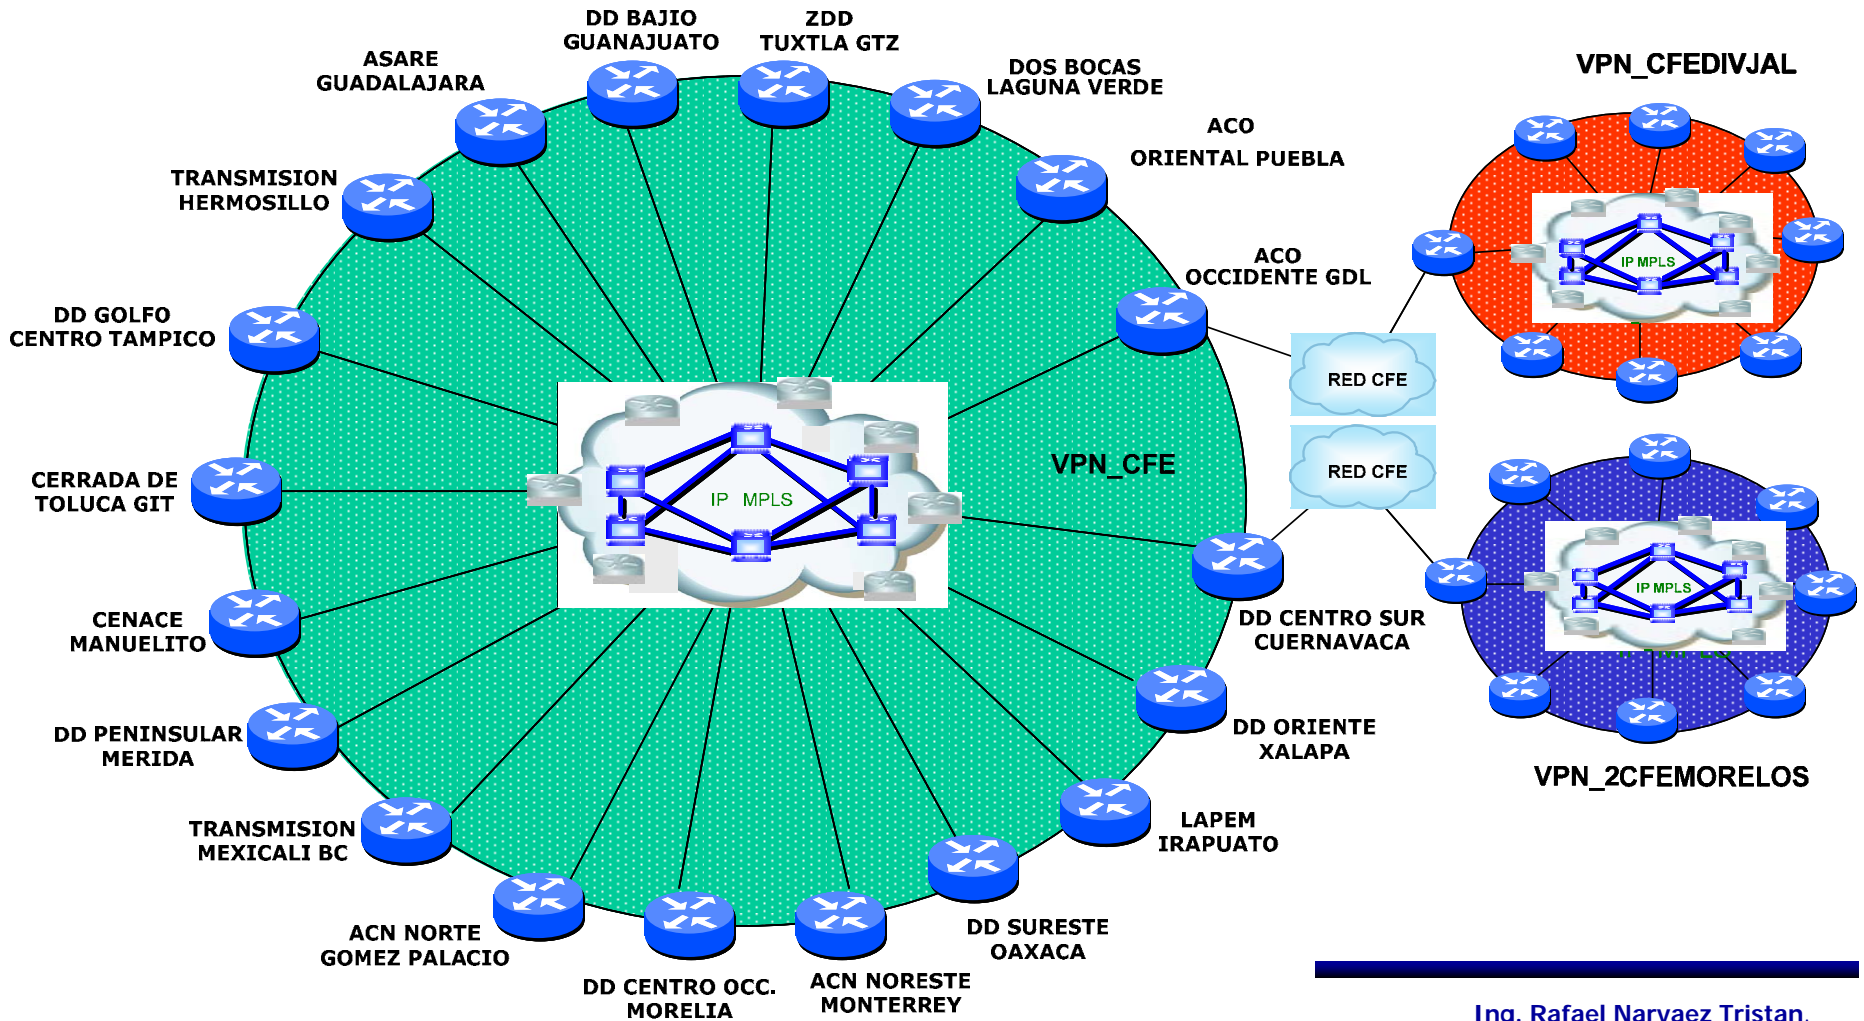 DD BAJIO
GUANAJUATO
ZDD
TUXTLA GTZ
ASARE
GUADALAJARA
DOS BOCAS
LAGUNA VERDE
VPN_CFEDIVJAL
ACO
ORIENTAL PUEBLA
TRANSMISION
HERMOSILLO
ACO
OCCIDENTE GDL
IP MPLS
DD GOLFO
CENTRO TAMPICO
RED CFE
VPN_CFE
RED CFE
CERRADA DE
TOLUCA GIT
IP MPLS
IP MPLS
CENACE
MANUELITO
DD CENTRO SUR
CUERNAVACA
DD PENINSULAR
MERIDA
DD ORIENTE
XALAPA
VPN_2CFEMORELOS
TRANSMISION
MEXICALI BC
LAPEM
IRAPUATO
ACN NORTE
GOMEZ PALACIO
DD SURESTE
OAXACA
DD CENTRO OCC.
MORELIA
ACN NORESTE
MONTERREY
Ing. Rafael Narvaez Tristan.